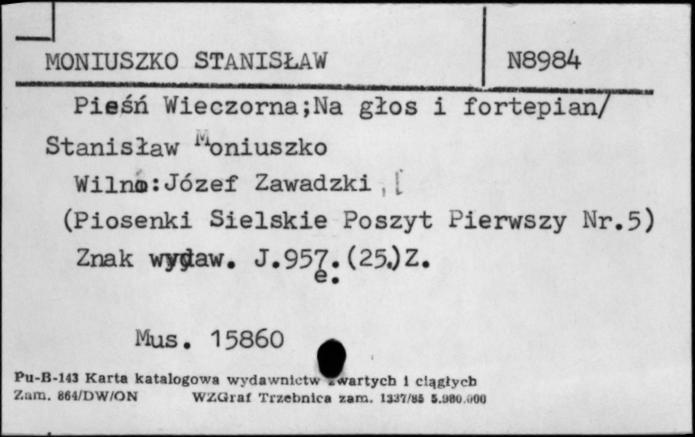 MONIUSZKO STANISŁAW N8984
Pieśń Wieczorna;Na głos i fortepian/
Stanisław Moniuszko
Wilno:Józef Zawadzki,[
(Piosenki Sielskie Poszyt Pierwszy Nr.5)
Znak wydaw. J.957.(25.)Z.
e.
Mus. 15860
Pu-B-143 Karta katalogowa wydawnictw zwartych i ciągłych
Zam. 864/DW/ON WZGraf Trzebnica zam. 1337/85 5.980.000